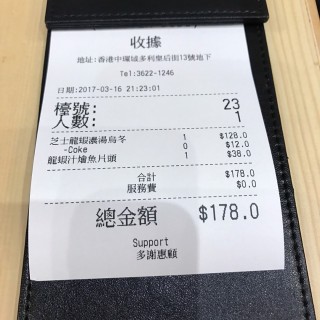 收據
地址:香港中環域多利皇后街13號地下
Tel:3622-1246
日期:2017-03-16 21:23:01
檯號: 23
人數: 1
芝士龍蝦濃湯烏冬 1 $128.0
-Coke 0 $12.0
龍蝦汁燴魚片頭 1 $38.0
合計 $178.0
服務費 $0.0
總金額 $178.0
Support
多謝惠顧